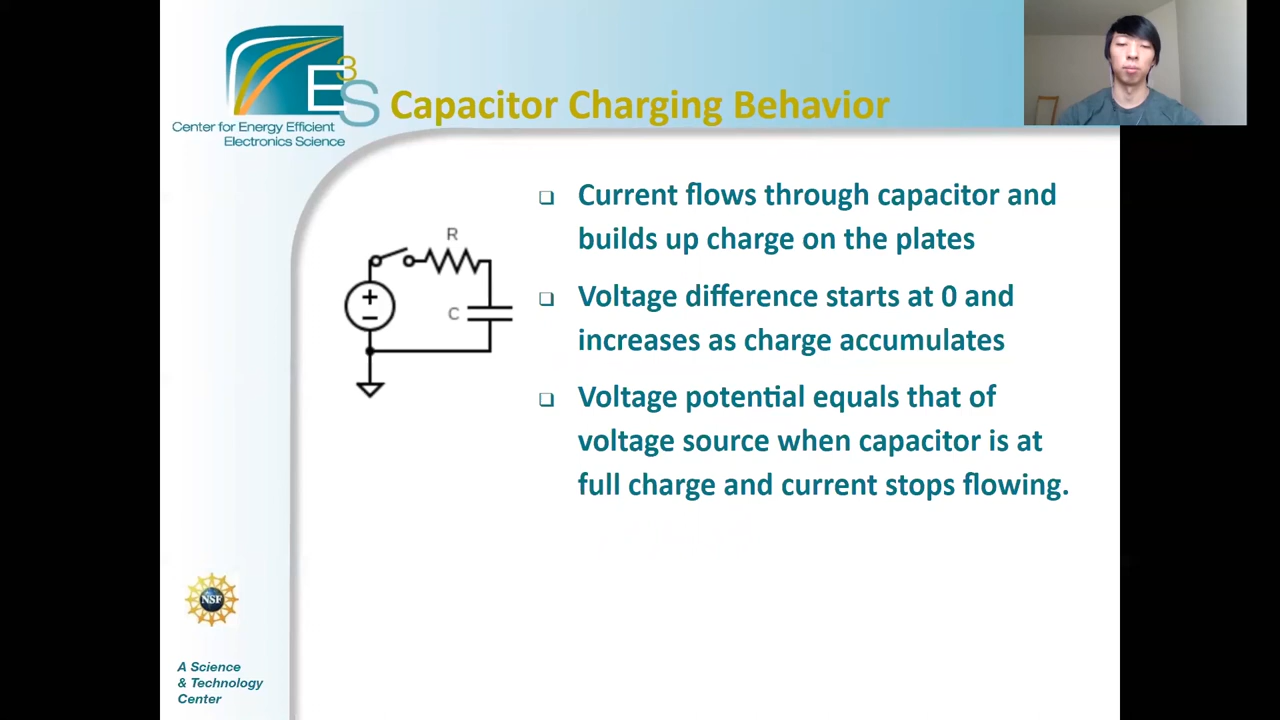 E3S
Center for Energy Efficient
Electronics Science
Capacitor Charging Behavior
Current flows through capacitor and
builds up charge on the plates
Voltage difference starts at 0 and
increases as charge accumulates
Voltage potential equals that of
voltage source when capacitor is at
full charge and current stops flowing.
R
+
C
−
NSF
A Science
& Technology
Center